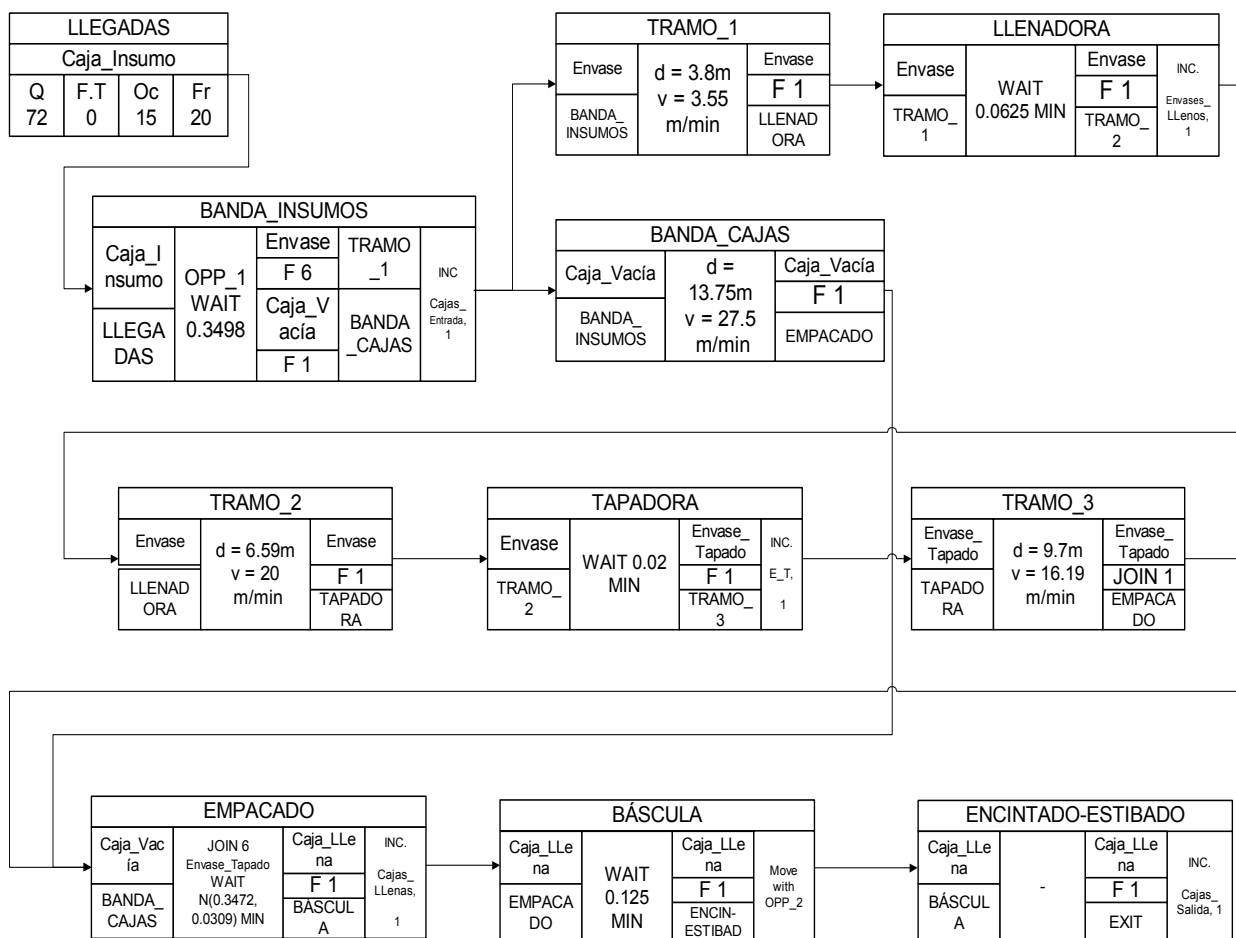 LLEGADAS
Caja_Insumo
Q
72
F.T
0
Oc
15
Fr
20
TRAMO_1
Envase
BANDA_
INSUMOS
d = 3.8m
v = 3.55
m/min
Envase
F 1
LLENAD
ORA
LLENADORA
Envase
TRAMO_
1
WAIT
0.0625 MIN
Envase
F 1
TRAMO_
2
INC.
Envases_
LLenos,
1
BANDA_INSUMOS
Caja_I
nsumo
LLEGA
DAS
OPP_1
WAIT
0.3498
Envase
F 6
Caja_V
acía
F 1
TRAMO
_1
BANDA
_CAJAS
INC
Cajas_
Entrada,
1
BANDA_CAJAS
Caja_Vacía
BANDA_
INSUMOS
d =
13.75m
v = 27.5
m/min
Caja_Vacía
F 1
EMPACADO
TRAMO_2
Envase
LLENAD
ORA
d = 6.59m
v = 20
m/min
Envase
F 1
TAPADO
RA
TAPADORA
Envase
TRAMO_
2
WAIT 0.02
MIN
Envase_
Tapado
F 1
TRAMO_
3
INC.
E_T,
1
TRAMO_3
Envase_
Tapado
TAPADO
RA
d = 9.7m
v = 16.19
m/min
Envase_
Tapado
JOIN 1
EMPACA
DO
EMPACADO
Caja_Vac
ía
BANDA_
CAJAS
JOIN 6
Envase_Tapado
WAIT
N(0.3472,
0.0309) MIN
Caja_LLe
na
F 1
BÁSCUL
A
INC.
Cajas_
LLenas,
1
BÁSCULA
Caja_LLe
na
EMPACA
DO
WAIT
0.125
MIN
Caja_LLe
na
F 1
ENCIN-
ESTIBAD
Move
with
OPP_2
ENCINTADO-ESTIBADO
Caja_LLe
na
BÁSCUL
A
-
Caja_LLe
na
F 1
EXIT
INC.
Cajas_
Salida, 1